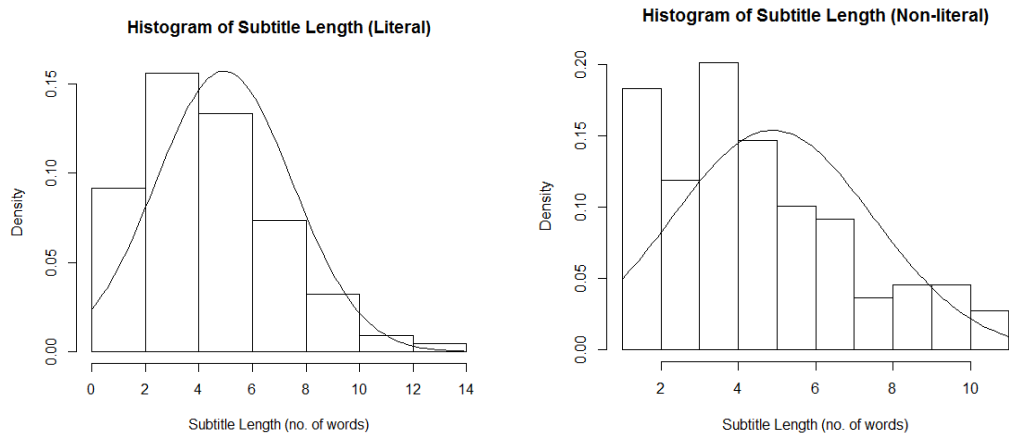 Histogram of Subtitle Length (Literal)
Density
0.00
0.05
0.10
0.15
0 2 4 6 8 10 12 14
Subtitle Length (no. of words)
Histogram of Subtitle Length (Non-literal)
Density
0.00
0.05
0.10
0.15
0.20
2 4 6 8 10
Subtitle Length (no. of words)